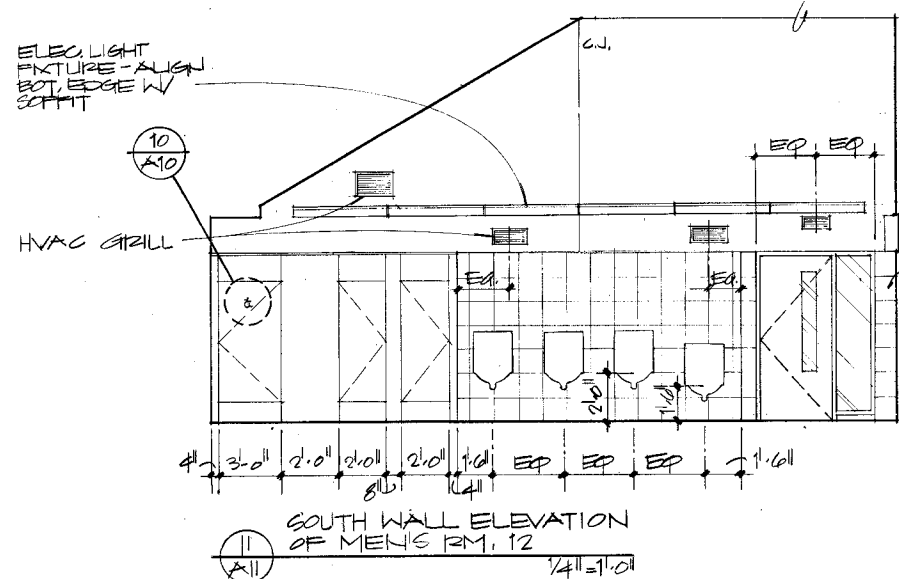 ELEC. LIGHT
FIXTURE - ALIGN
BOT. EDGE W/
SOFFIT
C.J.
10
A10
EQ EQ
HVAC GRILL
EQ. EQ.
¢
2'-0" 1'-6"
4" 3'-0" 2'-0" 2'-0" 2'-0" 1'-6" EQ EQ EQ 1'-6"
8" 4"
SOUTH WALL ELEVATION
OF MEN'S RM. 12
11
A11
1/4"=1'-0"